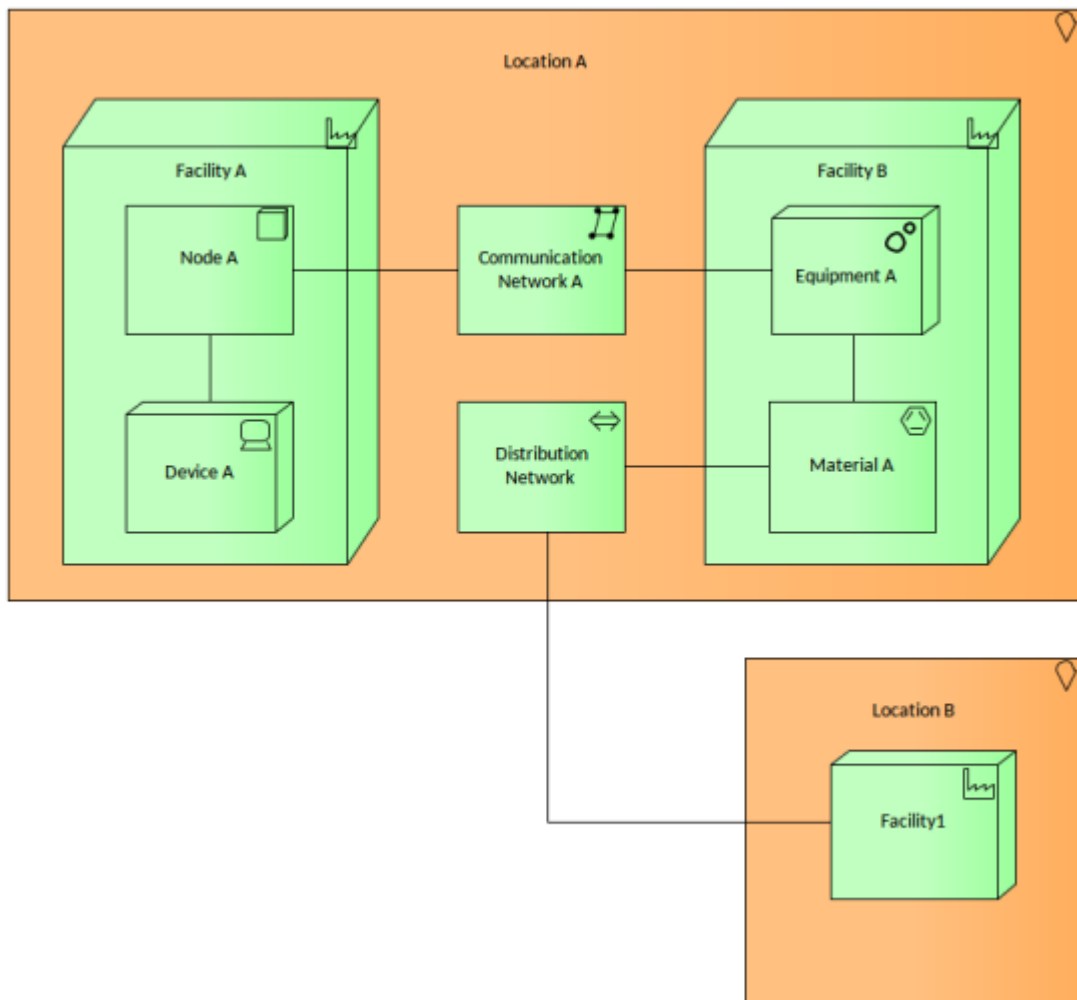 Location A
Facility A
Facility B
Node A
Communication
Network A
Equipment A
Device A
Distribution
Network
Material A
Location B
Facility1